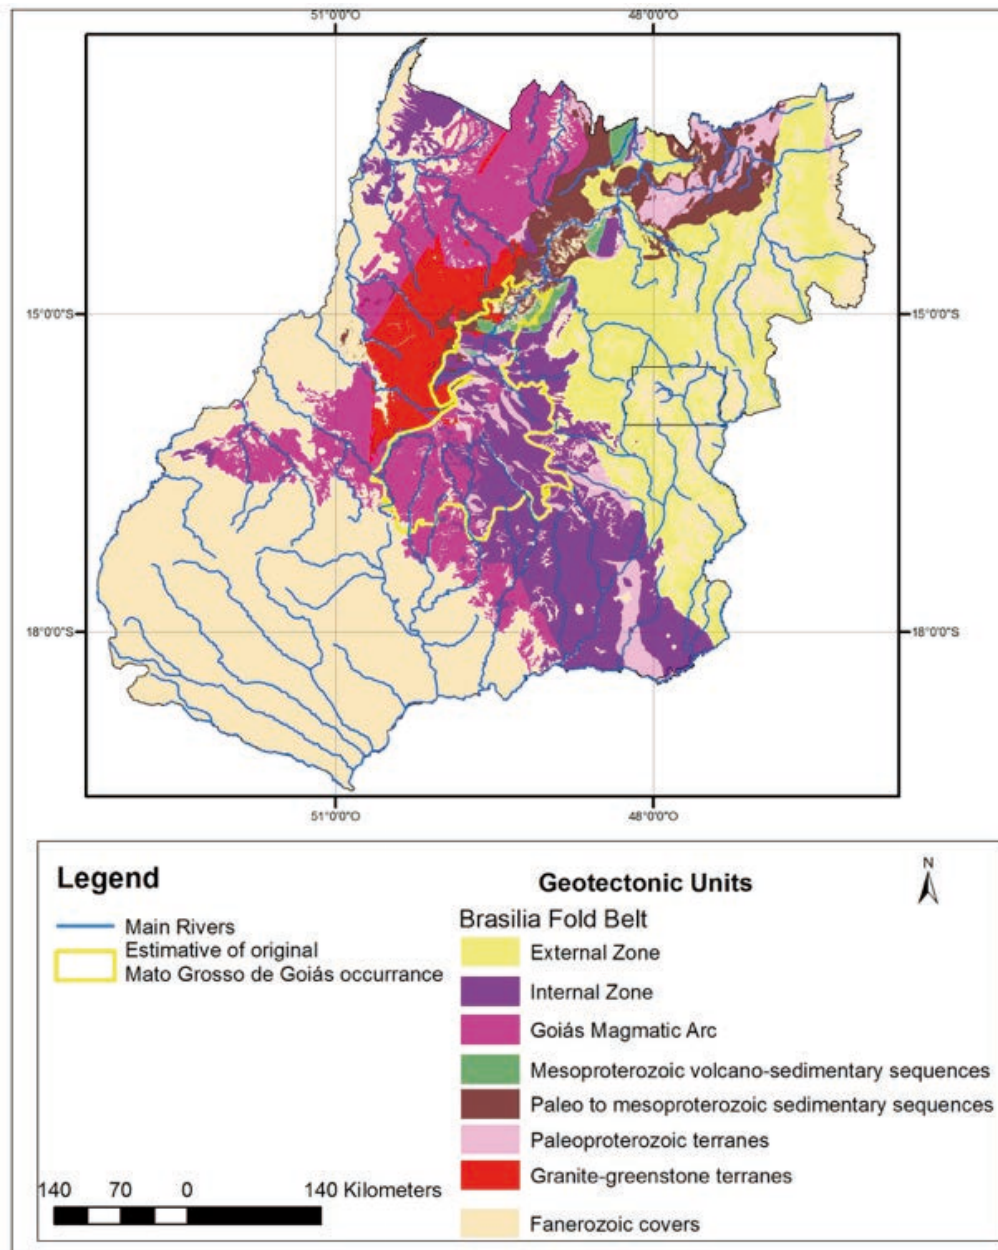 51°0'0"O
48°0'0"O
15°0'0"S
15°0'0"S
18°0'0"S
18°0'0"S
51°0'0"O
48°0'0"O
Legend
Main Rivers
Estimative of original
Mato Grosso de Goiás occurrance
140 70 0 140 Kilometers
Geotectonic Units
N
Brasilia Fold Belt
External Zone
Internal Zone
Goiás Magmatic Arc
Mesoproterozoic volcano-sedimentary sequences
Paleo to mesoproterozoic sedimentary sequences
Paleoproterozoic terranes
Granite-greenstone terranes
Fanerozoic covers